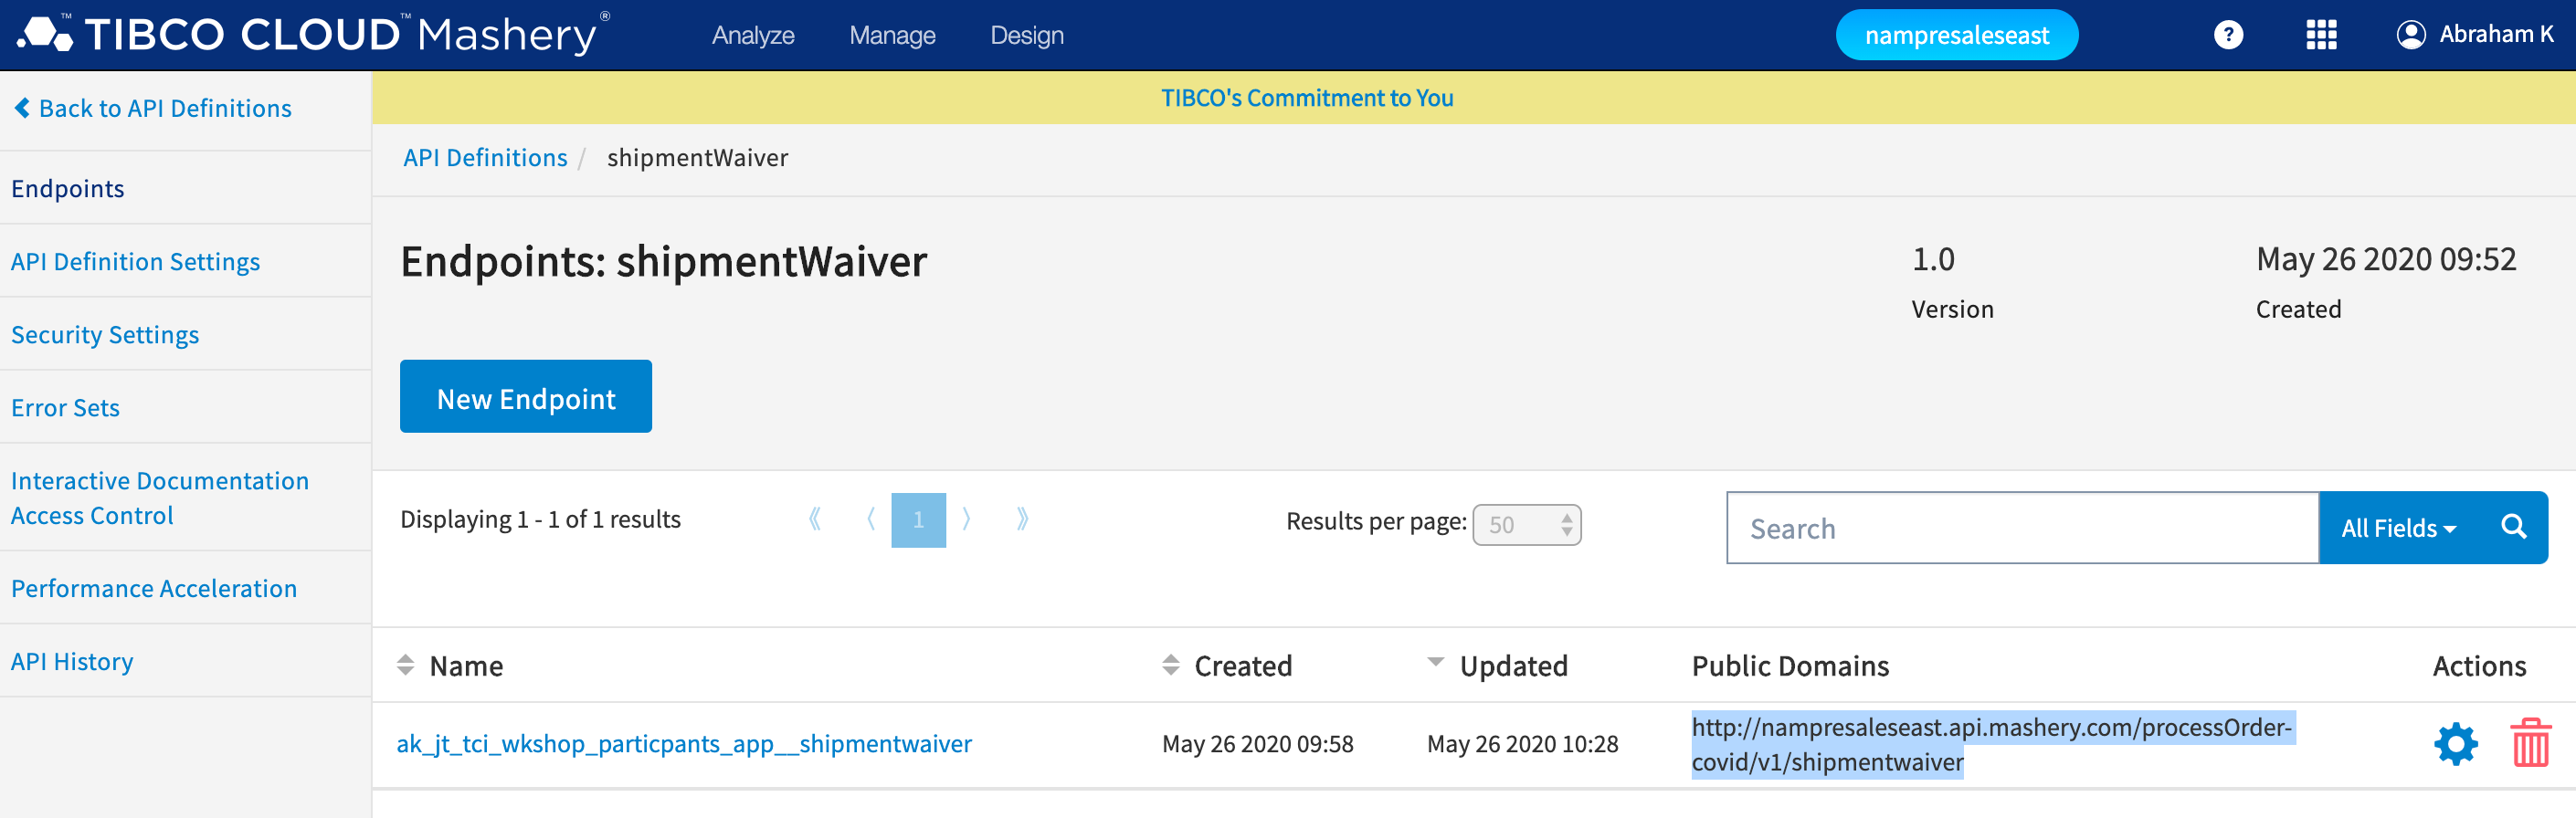 TIBCO CLOUD™ Mashery®
Analyze
Manage
Design
nampresaleseast
?
Abraham K
Back to API Definitions
TIBCO's Commitment to You
API Definitions / shipmentWaiver
Endpoints
API Definition Settings
Security Settings
Error Sets
Interactive Documentation
Access Control
Performance Acceleration
API History
Endpoints: shipmentWaiver
1.0
Version
May 26 2020 09:52
Created
New Endpoint
Displaying 1 - 1 of 1 results
1
Results per page: 50
Search
All Fields
Name
Created
Updated
Public Domains
Actions
ak_jt_tci_wkshop_particpants_app__shipmentwaiver
May 26 2020 09:58
May 26 2020 10:28
http://nampresaleseast.api.mashery.com/processOrder-
covid/v1/shipmentwaiver